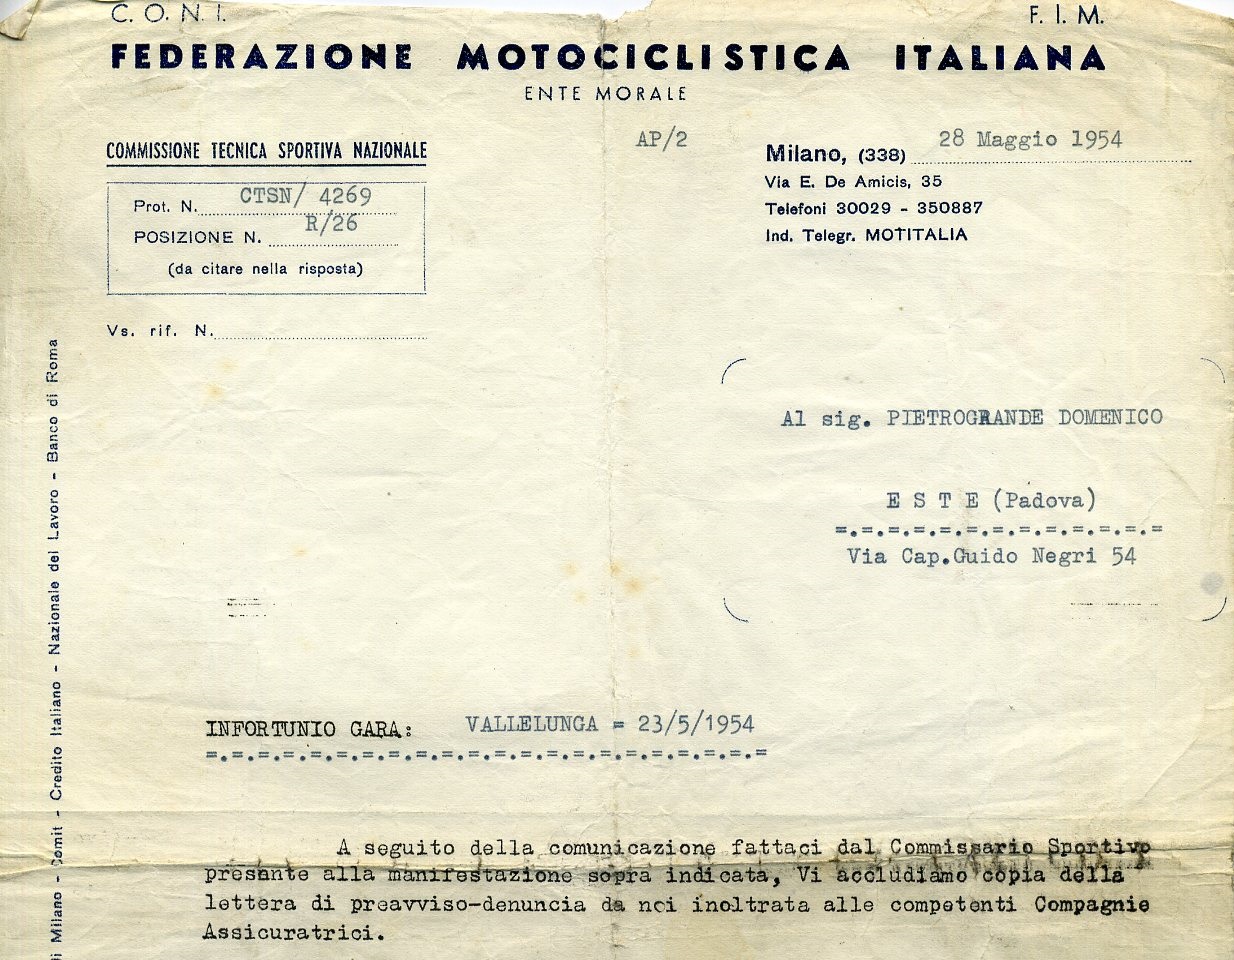 C. O. N. I.
F. I. M.
FEDERAZIONE MOTOCICLISTICA ITALIANA
ENTE MORALE
COMMISSIONE TECNICA SPORTIVA NAZIONALE
AP/2
Milano, (338) 28 Maggio 1954
Via E. De Amicis, 35
Telefoni 30029 - 350887
Ind. Telegr. MOTITALIA
Prot. N. CTSN/ 4269
POSIZIONE N. R/26
(da citare nella risposta)
Vs. rif. N.
Al sig. PIETROGRANDE DOMENICO
E S T E (Padova)
=.=.=.=.=.=.=.=.=.=.=.=.=
Via Cap.Guido Negri 54
INFORTUNIO GARA: VALLELUNGA = 23/5/1954
=.=.=.=.=.=.=.=.=.=.=.=.=.=.=.=.=.=.=.=.=.=
A seguito della comunicazione fattaci dal Commissario Sportivo
presente alla manifestazione sopra indicata, Vi accludiamo copia della
lettera di preavviso-denuncia da noi inoltrata alle competenti Compagnie
Assicuratrici.
di Milano - Comit - Credito Italiano - Nazionale del Lavoro - Banco di Roma